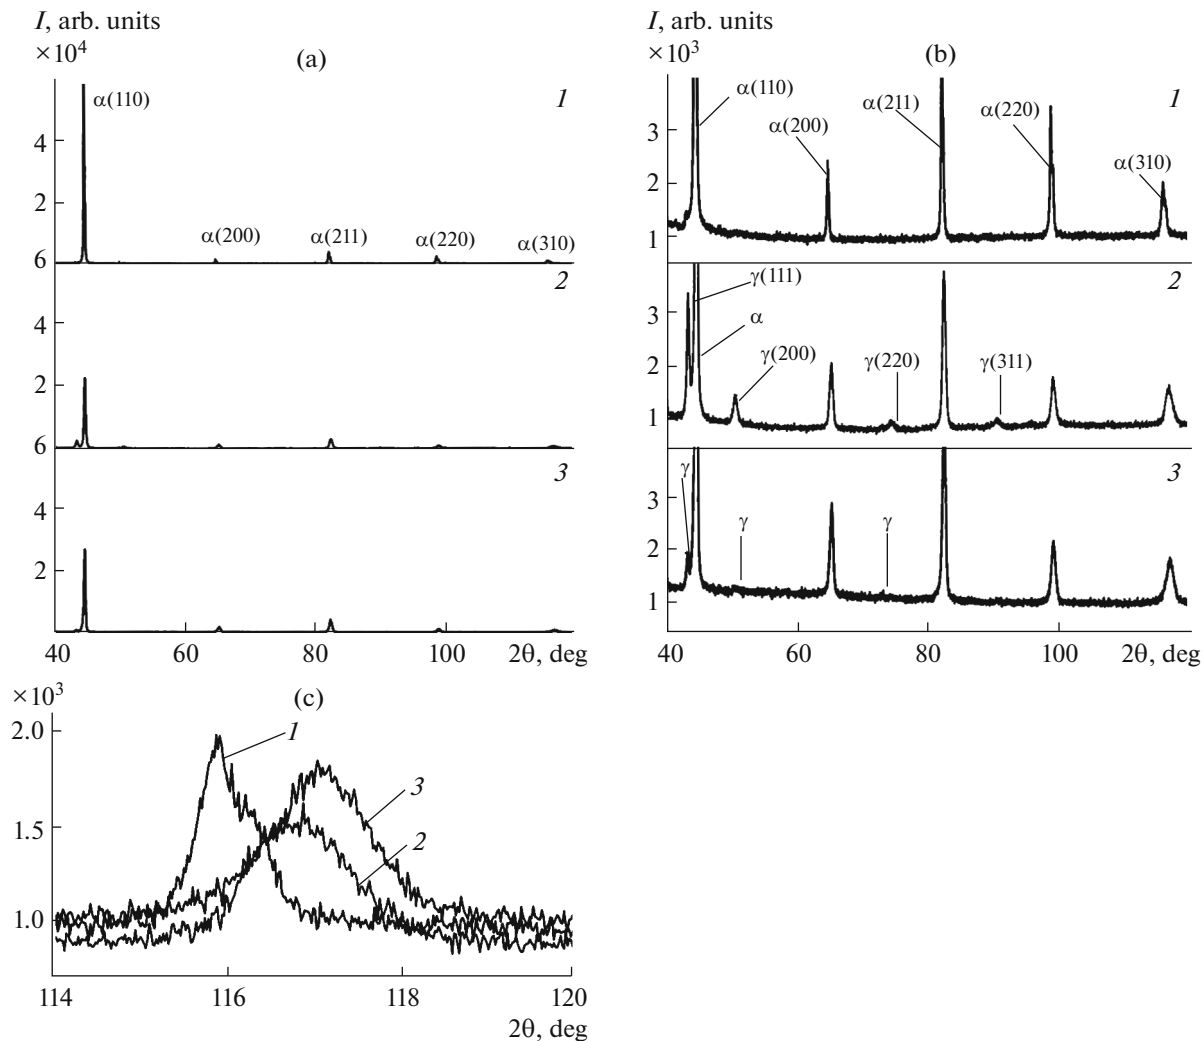 I, arb. units
×10⁴
(a)
α(110)
1
4
2
α(200)
α(211)
α(220)
α(310)
6
2
4
2
6
3
4
2
40
60
80
100
2θ, deg
I, arb. units
×10³
(b)
α(110)
α(200)
α(211)
α(220)
α(310)
1
3
2
1
γ(111)
α
γ(200)
γ(220)
γ(311)
2
3
2
1
γ
γ
γ
3
3
2
1
40
60
80
100
2θ, deg
×10³
(c)
2.0
1
3
1.5
2
1.0
114
116
118
120
2θ, deg